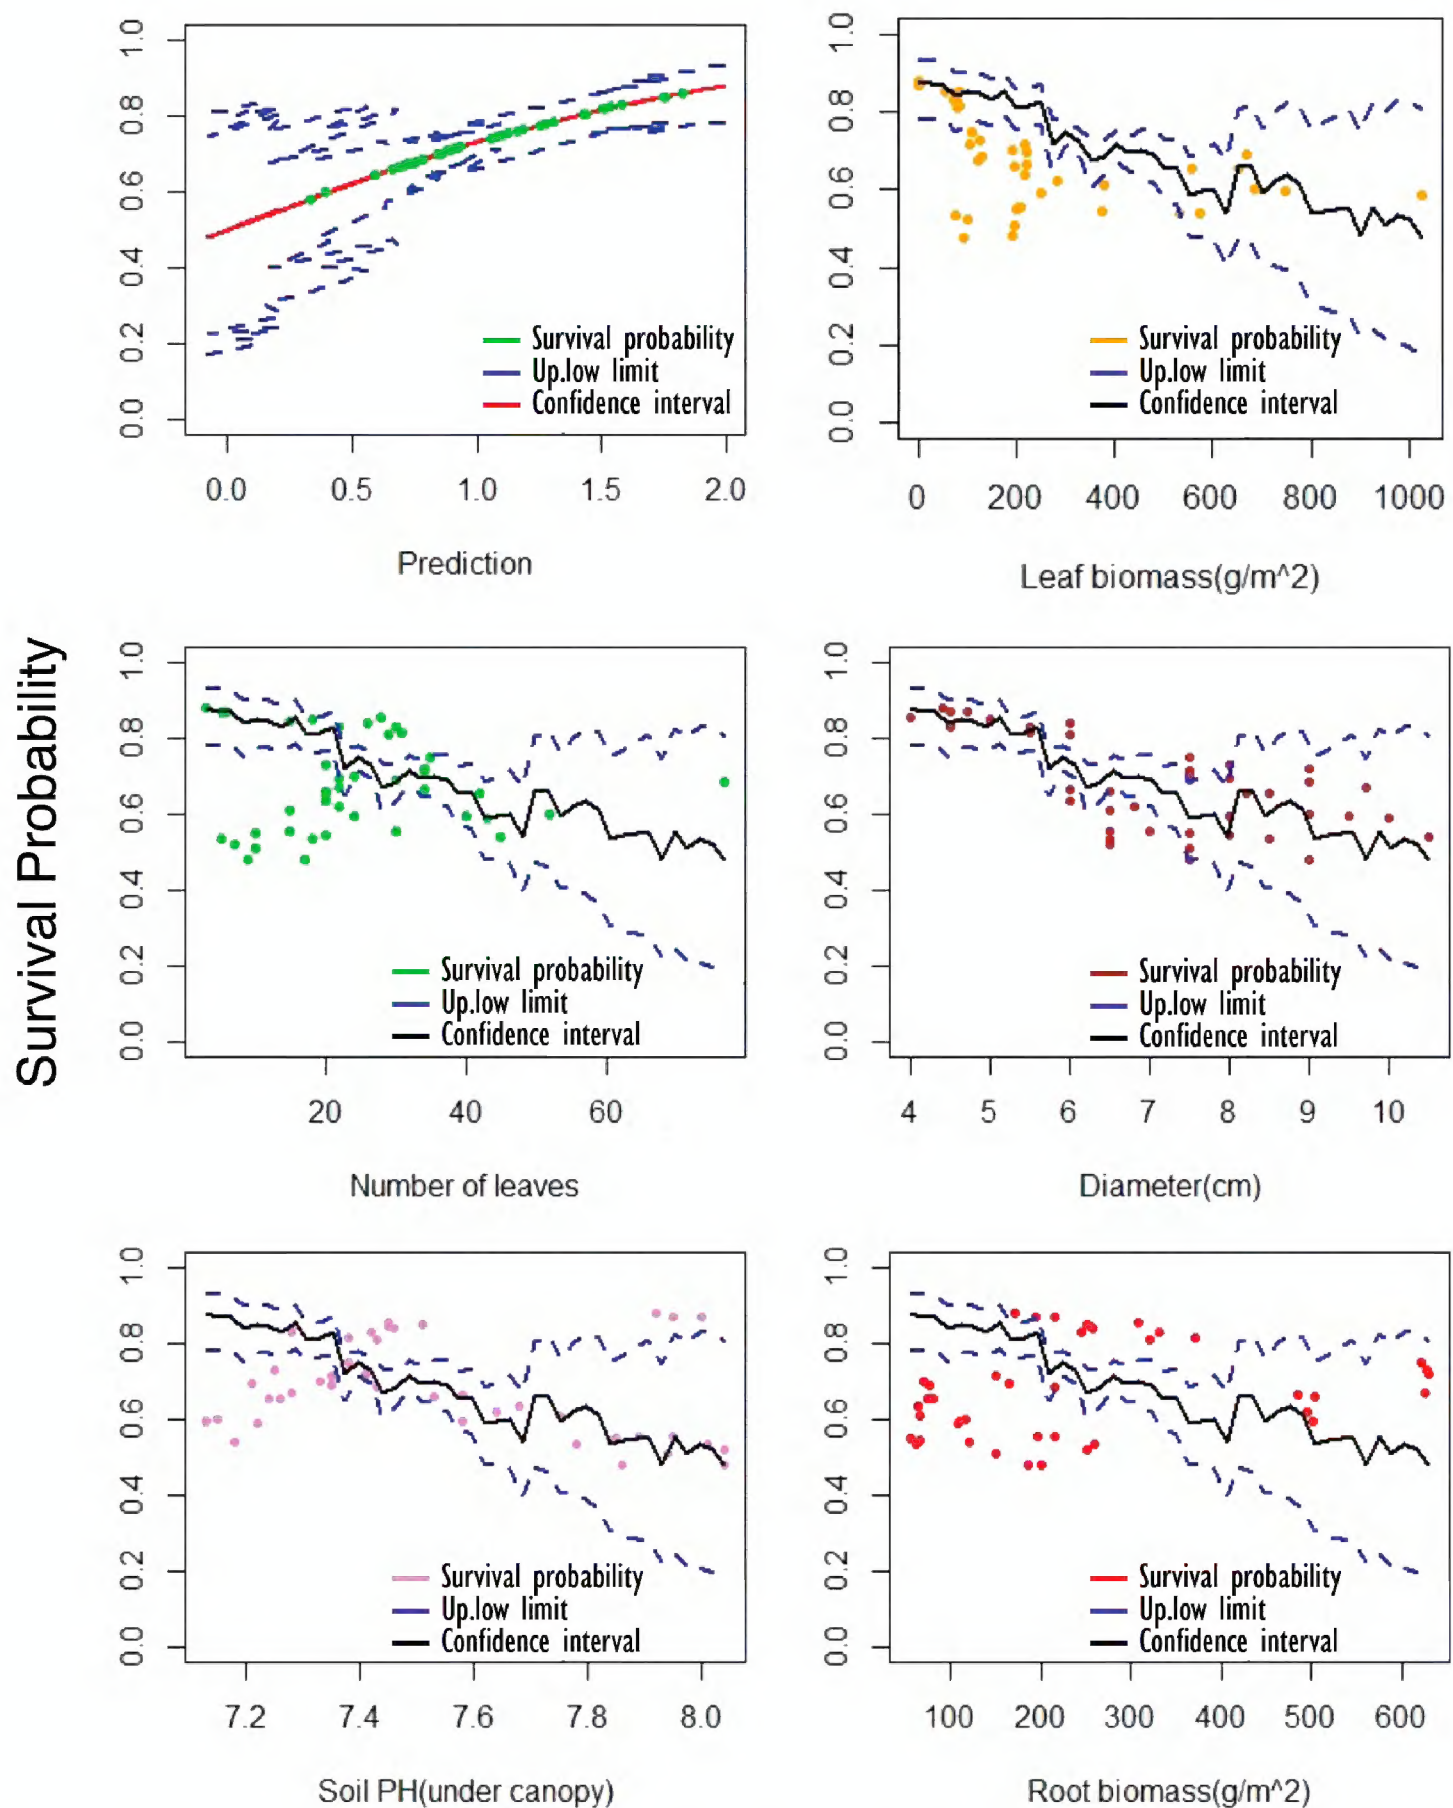 Survival Probability
1.0
0.8
0.6
0.4
0.2
0.0
Survival probability
Up.low limit
Confidence interval
0.0 0.5 1.0 1.5 2.0
Prediction
1.0
0.8
0.6
0.4
0.2
0.0
Survival probability
Up.low limit
Confidence interval
0 200 400 600 800 1000
Leaf biomass(g/m^2)
1.0
0.8
0.6
0.4
0.2
0.0
Survival probability
Up.low limit
Confidence interval
20 40 60
Number of leaves
1.0
0.8
0.6
0.4
0.2
0.0
Survival probability
Up.low limit
Confidence interval
4 5 6 7 8 9 10
Diameter(cm)
1.0
0.8
0.6
0.4
0.2
0.0
Survival probability
Up.low limit
Confidence interval
7.2 7.4 7.6 7.8 8.0
Soil PH(under canopy)
1.0
0.8
0.6
0.4
0.2
0.0
Survival probability
Up.low limit
Confidence interval
100 200 300 400 500 600
Root biomass(g/m^2)